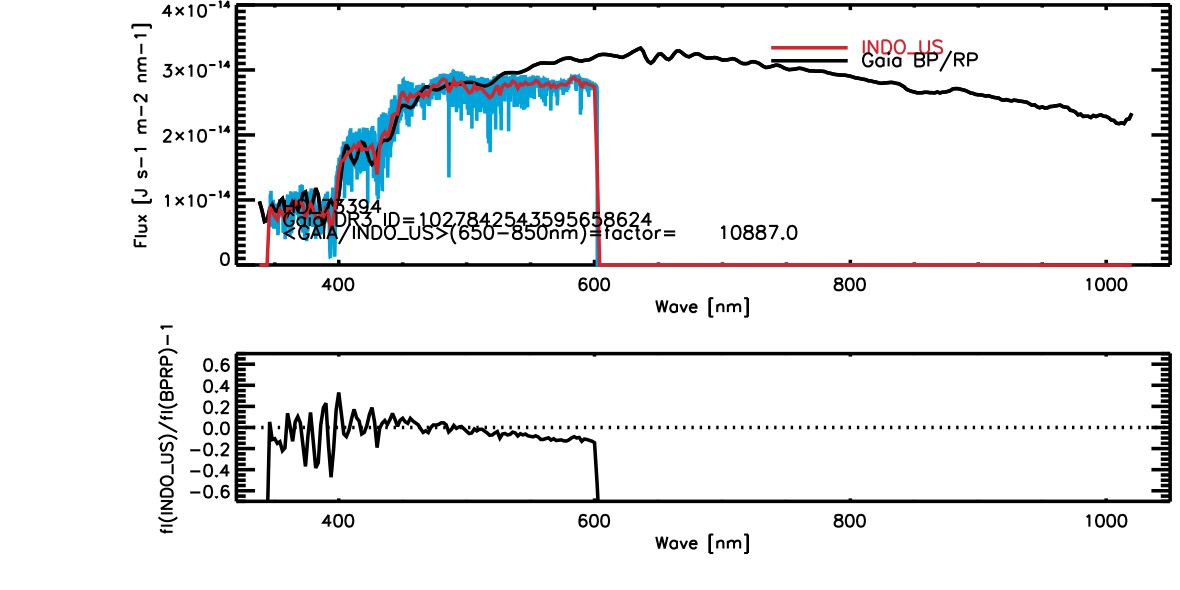 4×10⁻¹⁴
3×10⁻¹⁴
2×10⁻¹⁴
1×10⁻¹⁴
0
Flux [J s−1 m−2 nm−1]
INDO_US
Gaia BP/RP
HD_73394
Gaia DR3 ID=1027842543595658624
<GAIA/INDO_US>(650−850nm)=factor= 10887.0
400 600 800 1000
Wave [nm]
fl(INDO_US)/fl(BPRP)−1
0.6
0.4
0.2
0.0
−0.2
−0.4
−0.6
400 600 800 1000
Wave [nm]